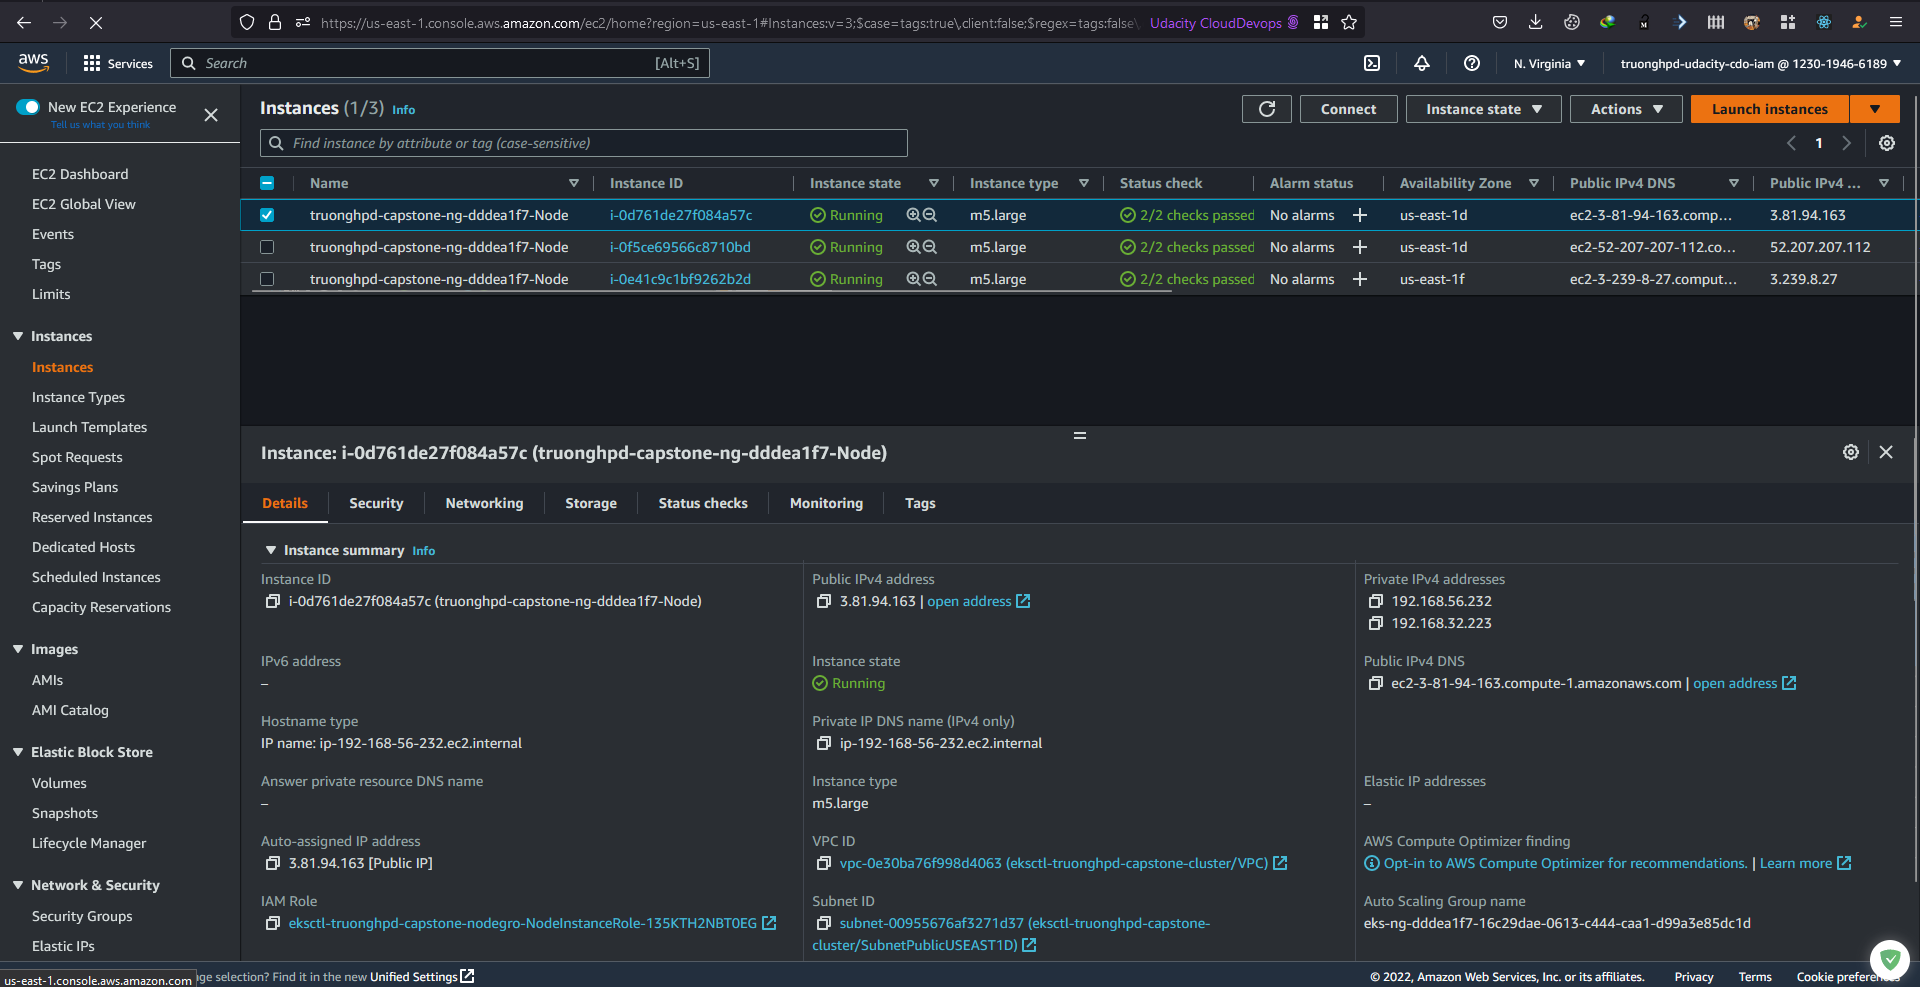 https://us-east-1.console.aws.amazon.com/ec2/home?region=us-east-1#Instances:v=3;$case=tags:true\,client:false;$regex=tags:false\ Udacity CloudDevops
aws Services Search [Alt+S] N. Virginia ▼ truonghpd-udacity-cdo-iam @ 1230-1946-6189 ▼
New EC2 Experience
Tell us what you think
EC2 Dashboard
EC2 Global View
Events
Tags
Limits
Instances
Instances
Instance Types
Launch Templates
Spot Requests
Savings Plans
Reserved Instances
Dedicated Hosts
Scheduled Instances
Capacity Reservations
Images
AMIs
AMI Catalog
Elastic Block Store
Volumes
Snapshots
Lifecycle Manager
Network & Security
Security Groups
Elastic IPs
Instances (1/3) Info Connect Instance state Actions Launch instances
Find instance by attribute or tag (case-sensitive) 1
Name Instance ID Instance state Instance type Status check Alarm status Availability Zone Public IPv4 DNS Public IPv4 ...
truonghpd-capstone-ng-dddea1f7-Node i-0d761de27f084a57c Running m5.large 2/2 checks passed No alarms us-east-1d ec2-3-81-94-163.comp... 3.81.94.163
truonghpd-capstone-ng-dddea1f7-Node i-0f5ce69566c8710bd Running m5.large 2/2 checks passed No alarms us-east-1d ec2-52-207-207-112.co... 52.207.207.112
truonghpd-capstone-ng-dddea1f7-Node i-0e41c9c1bf9262b2d Running m5.large 2/2 checks passed No alarms us-east-1f ec2-3-239-8-27.comput... 3.239.8.27
Instance: i-0d761de27f084a57c (truonghpd-capstone-ng-dddea1f7-Node)
Details Security Networking Storage Status checks Monitoring Tags
Instance summary Info
Instance ID
i-0d761de27f084a57c (truonghpd-capstone-ng-dddea1f7-Node)
Public IPv4 address
3.81.94.163 | open address
Private IPv4 addresses
192.168.56.232
192.168.32.223
IPv6 address
–
Instance state
Running
Public IPv4 DNS
ec2-3-81-94-163.compute-1.amazonaws.com | open address
Hostname type
IP name: ip-192-168-56-232.ec2.internal
Private IP DNS name (IPv4 only)
ip-192-168-56-232.ec2.internal
Answer private resource DNS name
–
Instance type
m5.large
Elastic IP addresses
–
Auto-assigned IP address
3.81.94.163 [Public IP]
VPC ID
vpc-0e30ba76f998d4063 (eksctl-truonghpd-capstone-cluster/VPC)
AWS Compute Optimizer finding
Opt-in to AWS Compute Optimizer for recommendations. | Learn more
IAM Role
eksctl-truonghpd-capstone-nodegro-NodeInstanceRole-135KTH2NBT0EG
Subnet ID
subnet-00955676af3271d37 (eksctl-truonghpd-capstone-
cluster/SubnetPublicUSEAST1D)
Auto Scaling Group name
eks-ng-dddea1f7-16c29dae-0613-c444-caa1-d99a3e85dc1d
us-east-1.console.aws.amazon.com selection? Find it in the new Unified Settings © 2022, Amazon Web Services, Inc. or its affiliates. Privacy Terms Cookie